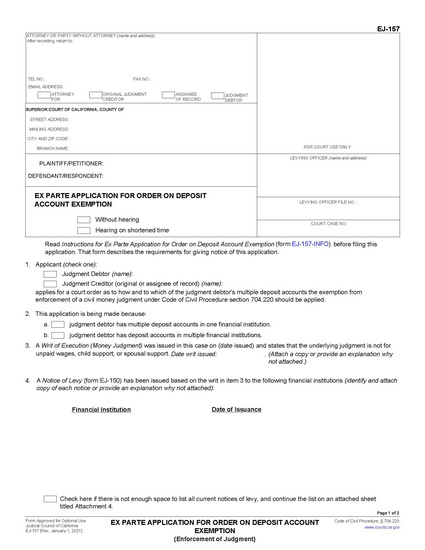 EJ-157
ATTORNEY OR PARTY WITHOUT ATTORNEY (name and address)
After recording, return to:
TEL NO.: FAX NO.:
EMAIL ADDRESS:
ATTORNEY FOR
ORIGINAL JUDGMENT CREDITOR
ASSIGNEE OF RECORD
JUDGMENT DEBTOR
SUPERIOR COURT OF CALIFORNIA, COUNTY OF
STREET ADDRESS:
MAILING ADDRESS:
CITY AND ZIP CODE:
BRANCH NAME:
FOR COURT USE ONLY
PLAINTIFF/PETITIONER:
DEFENDANT/RESPONDENT:
LEVYING OFFICER (name and address):
EX PARTE APPLICATION FOR ORDER ON DEPOSIT
ACCOUNT EXEMPTION
Without hearing
Hearing on shortened time
LEVYING OFFICER FILE NO.:
COURT CASE NO.:
Read Instructions for Ex Parte Application for Order on Deposit Account Exemption (form EJ-157-INFO) before filing this
application. That form describes the requirements for giving notice of this application.
1. Applicant (check one):
Judgment Debtor (name):
Judgment Creditor (original or assignee of record) (name):
applies for a court order as to how and to which of the judgment debtor's multiple deposit accounts the exemption from
enforcement of a civil money judgment under Code of Civil Procedure section 704.220 should be applied.
2. This application is being made because:
a. judgment debtor has multiple deposit accounts in one financial institution.
b. judgment debtor has deposit accounts in multiple financial institutions.
3. A Writ of Execution (Money Judgment) was issued in this case on (date issued) and states that the underlying judgment is not for
unpaid wages, child support, or spousal support. Date writ issued: (Attach a copy or provide an explanation why
not attached.)
4. A Notice of Levy (form EJ-150) has been issued based on the writ in item 3 to the following financial institutions (identify and attach
copy of each notice or provide an explanation why not attached):
Financial Institution Date of Issuance
Check here if there is not enough space to list all current notices of levy, and continue the list on an attached sheet
titled Attachment 4.
Page 1 of 2
Form Approved for Optional Use
Judicial Council of California
EJ-157 [Rev. January 1, 2021]
EX PARTE APPLICATION FOR ORDER ON DEPOSIT ACCOUNT
EXEMPTION
(Enforcement of Judgment)
Code of Civil Procedure, § 704.220
www.courts.ca.gov